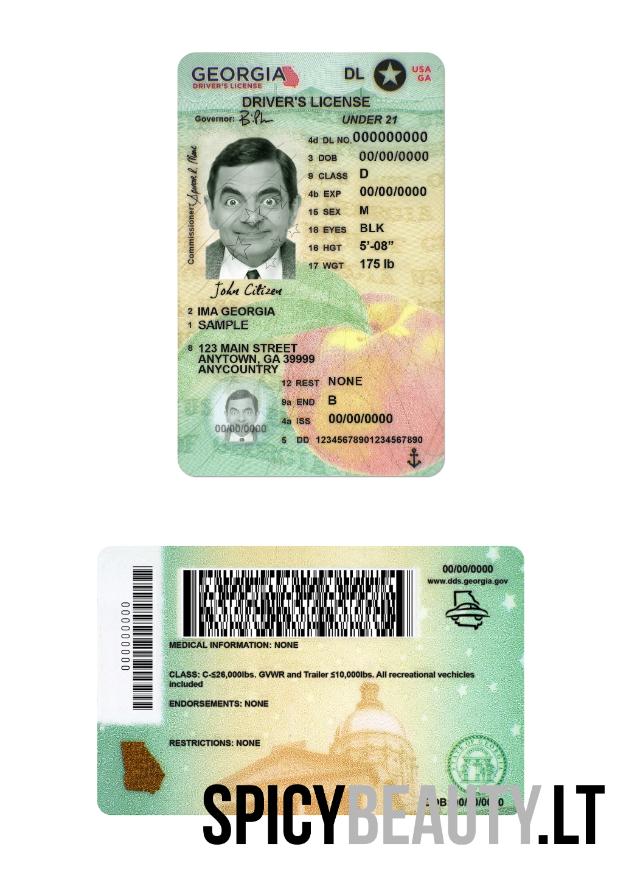 GEORGIA
DRIVER'S LICENSE
DL
USA
GA
DRIVER'S LICENSE
Governor:
UNDER 21
4d DL NO. 000000000
3 DOB 00/00/0000
9 CLASS D
4b EXP 00/00/0000
15 SEX M
18 EYES BLK
16 HGT 5'-08"
17 WGT 175 lb
Commissioner:
John Citizen
2 IMA GEORGIA
1 SAMPLE
8 123 MAIN STREET
ANYTOWN, GA 39999
ANYCOUNTRY
12 REST NONE
9a END B
4a ISS 00/00/0000
5 DD 12345678901234567890
00/00/0000
00/00/0000
www.dds.georgia.gov
000000000
MEDICAL INFORMATION: NONE
CLASS: C-≤26,000lbs. GVWR and Trailer ≤10,000lbs. All recreational vechicles
included
ENDORSEMENTS: NONE
RESTRICTIONS: NONE
DOB: 00/00/0000
SPICYBEAUTY.LT